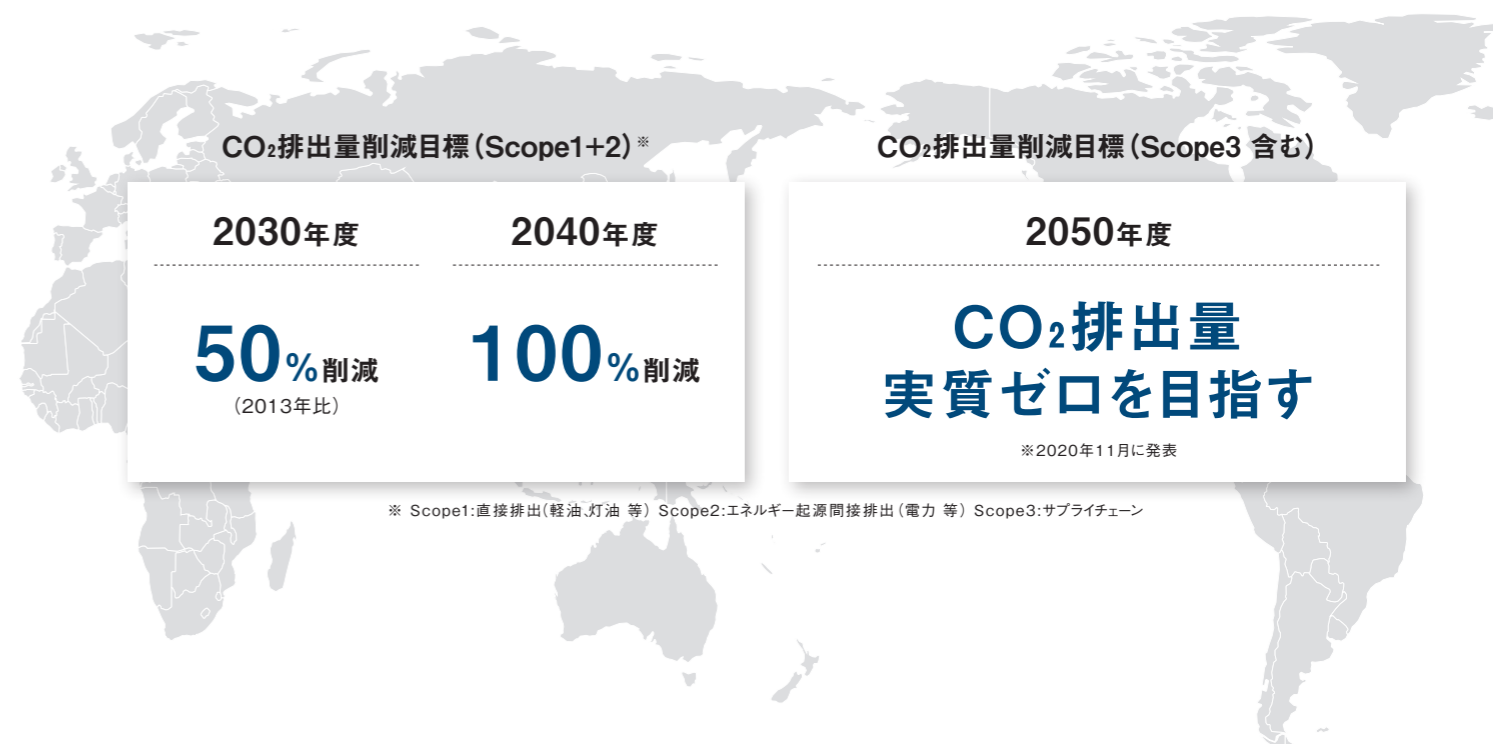 CO₂排出量削減目標（Scope1+2）※
2030年度
50%削減
（2013年比）
2040年度
100%削減
CO₂排出量削減目標（Scope3 含む）
2050年度
CO₂排出量
実質ゼロを目指す
※2020年11月に発表
※ Scope1:直接排出（軽油、灯油 等） Scope2:エネルギー起源間接排出（電力 等） Scope3:サプライチェーン